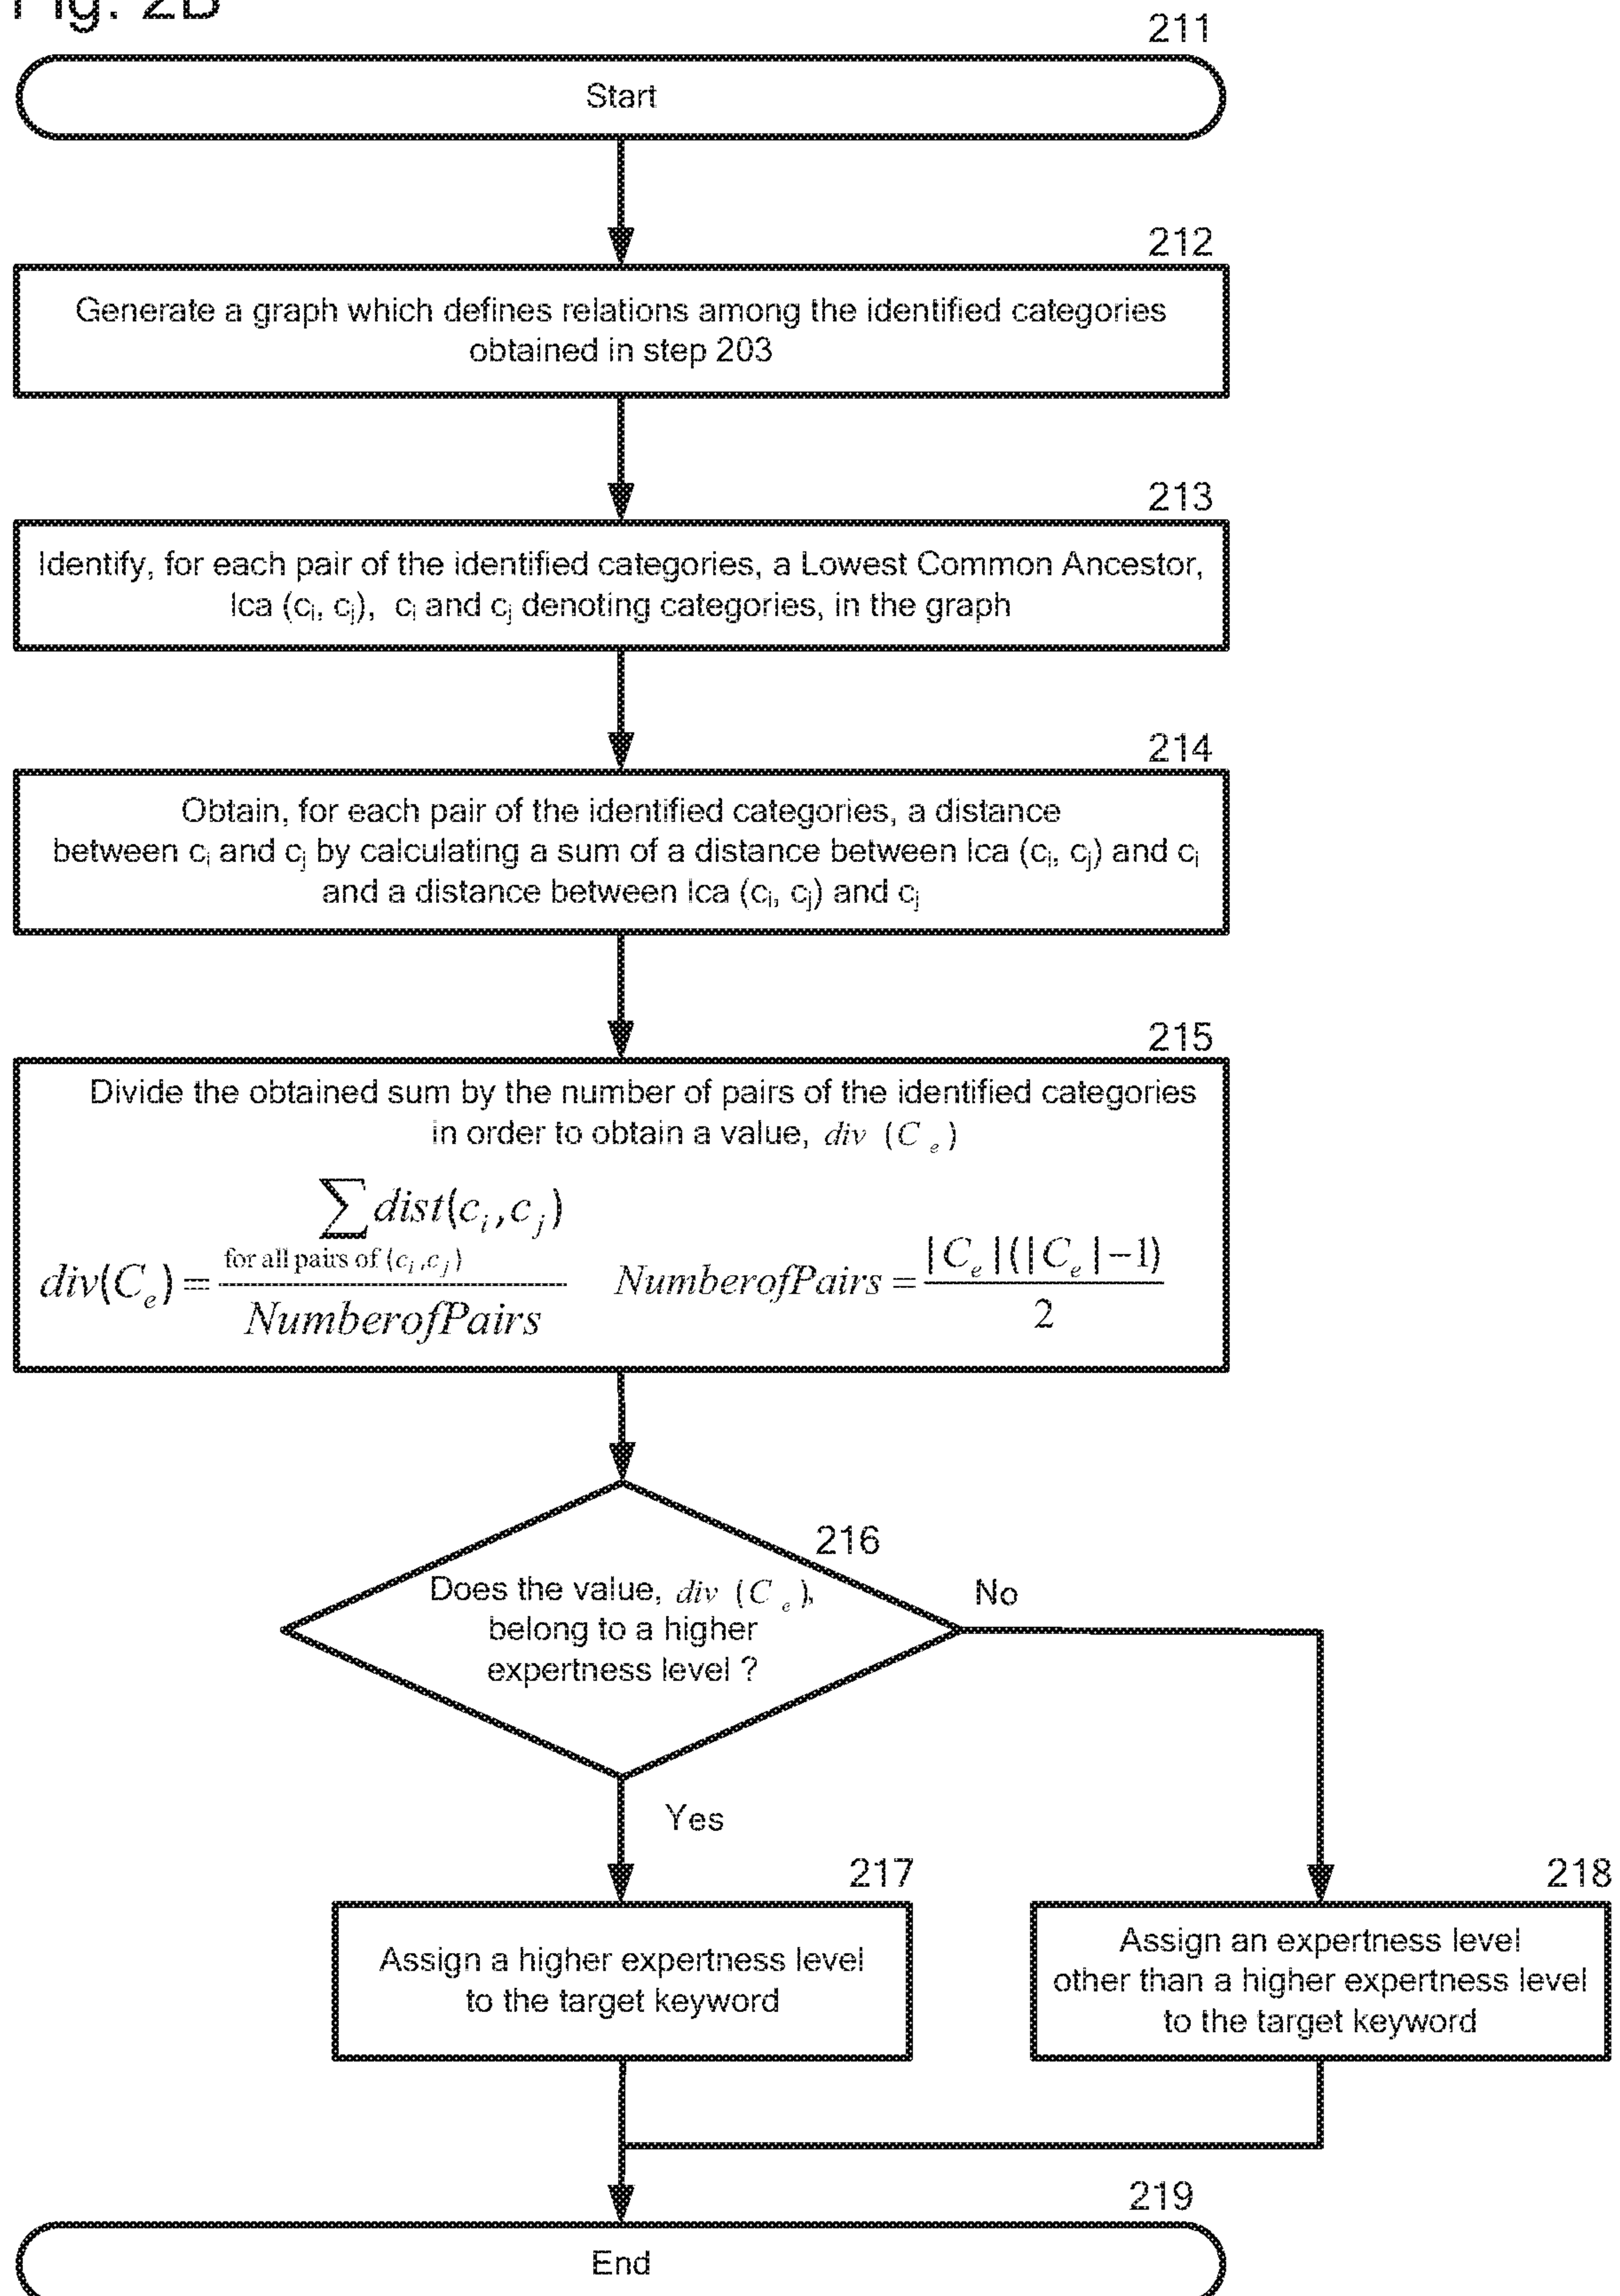 Fig. 2B
211
Start
212
Generate a graph which defines relations among the identified categories
obtained in step 203
213
Identify, for each pair of the identified categories, a Lowest Common Ancestor,
lca (cᵢ, cⱼ),  cᵢ and cⱼ denoting categories, in the graph
214
Obtain, for each pair of the identified categories, a distance
between cᵢ and cⱼ by calculating a sum of a distance between lca (cᵢ, cⱼ) and cᵢ
and a distance between lca (cᵢ, cⱼ) and cⱼ
215
Divide the obtained sum by the number of pairs of the identified categories
in order to obtain a value, div (Cₑ)
∑dist(cᵢ,cⱼ)
for all pairs of (cᵢ,cⱼ)
div(Cₑ)=
NumberofPairs
NumberofPairs = |Cₑ|(|Cₑ|−1)
2
216
Does the value, div (Cₑ),
belong to a higher
expertness level ?
No
Yes
217
Assign a higher expertness level
to the target keyword
218
Assign an expertness level
other than a higher expertness level
to the target keyword
219
End